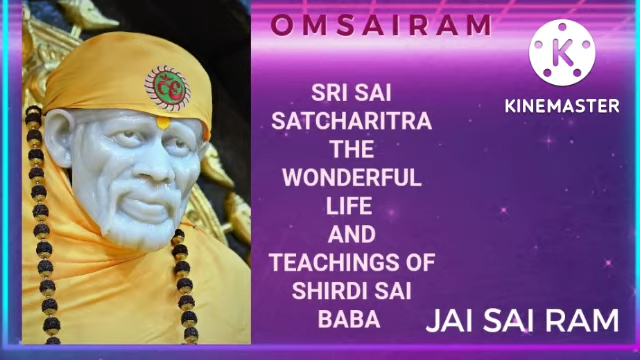 OMSAIRAM
KINEMASTER
SRI SAI
SATCHARITRA
THE
WONDERFUL
LIFE
AND
TEACHINGS OF
SHIRDI SAI
BABA
JAI SAI RAM